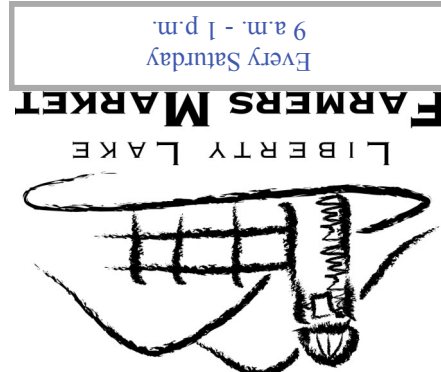 LIBERTY LAKE
FARMERS MARKET
Every Saturday
9 a.m. - 1 p.m.